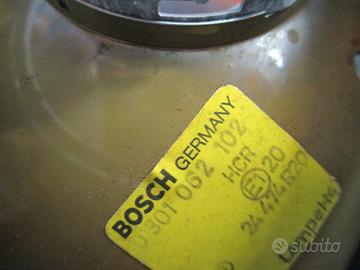 BOSCH GERMANY
0 301 062 102
HCR E1 20
24 474 R20
subito